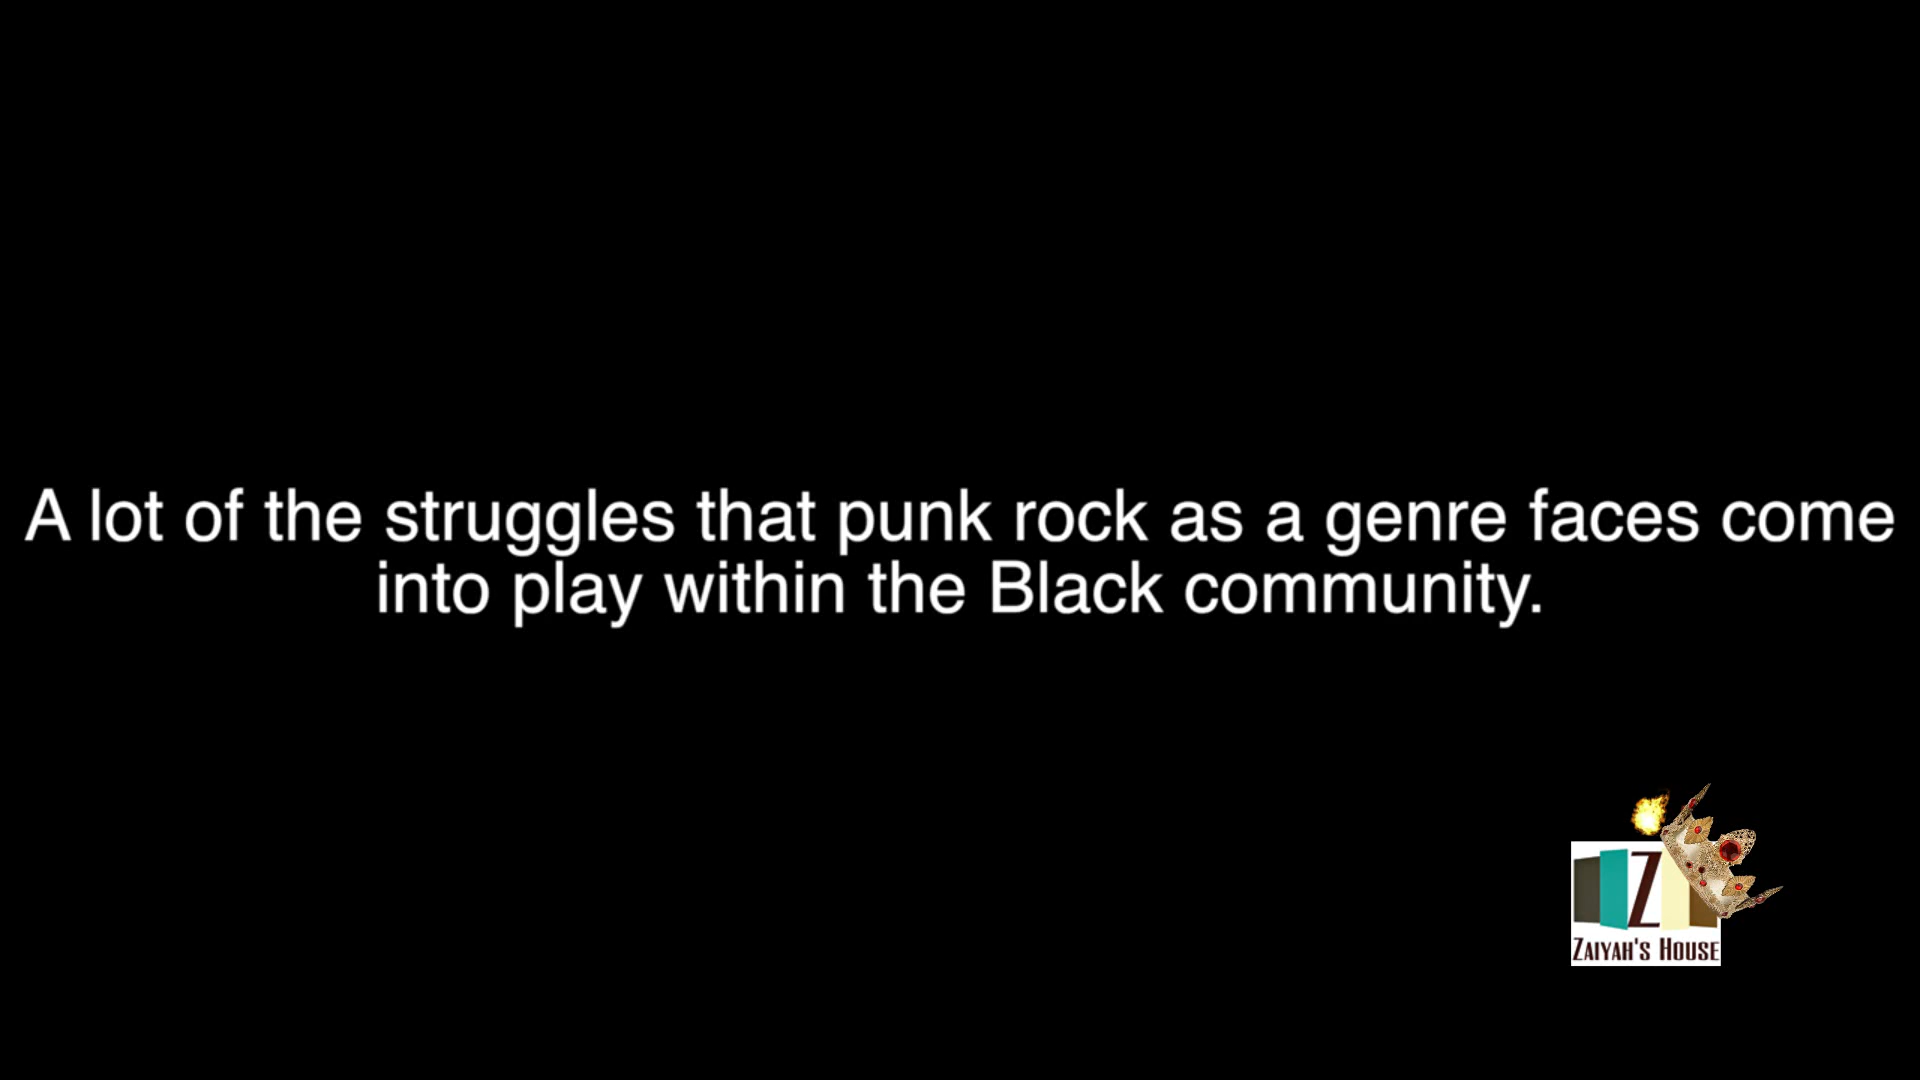 A lot of the struggles that punk rock as a genre faces come
into play within the Black community.
Z
ZAIYAH'S HOUSE